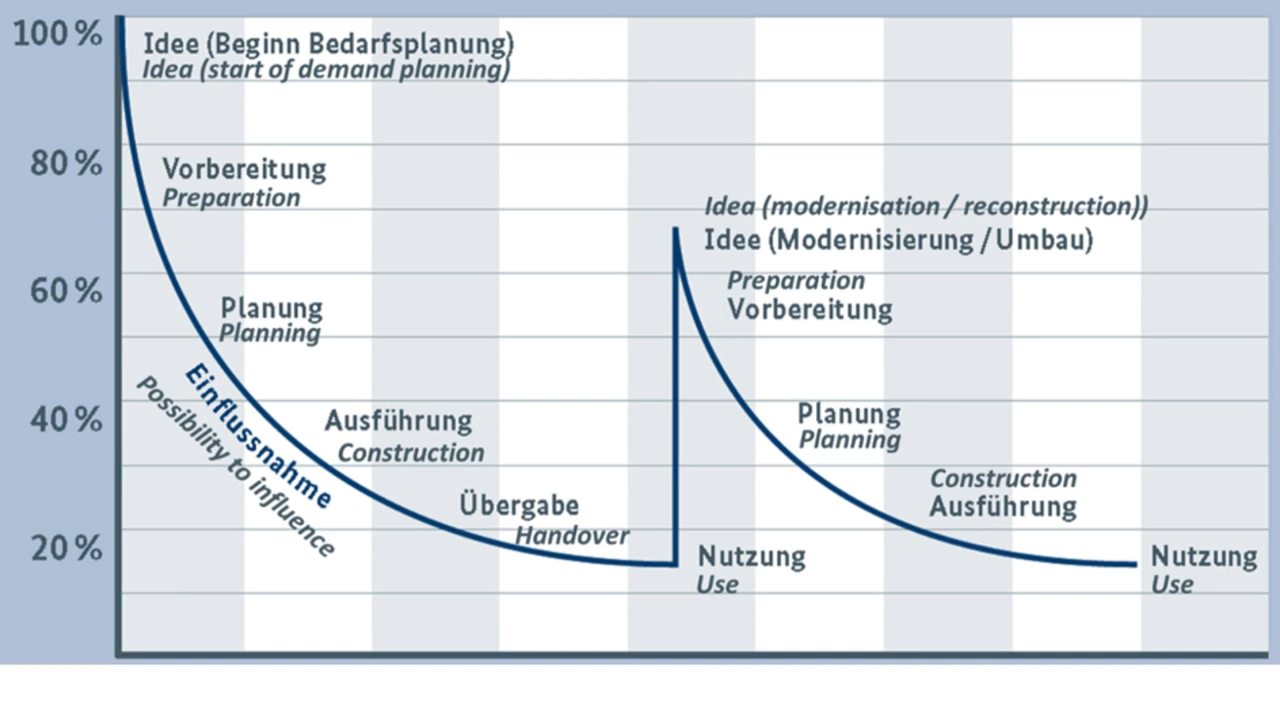 100 %
Idee (Beginn Bedarfsplanung)
Idea (start of demand planning)
80 %
Vorbereitung
Preparation
Idea (modernisation / reconstruction))
Idee (Modernisierung / Umbau)
60 %
Preparation
Vorbereitung
Planung
Planning
Einflussnahme
Possibility to influence
40 %
Ausführung
Construction
Planung
Planning
Construction
Ausführung
Übergabe
Handover
20 %
Nutzung
Use
Nutzung
Use